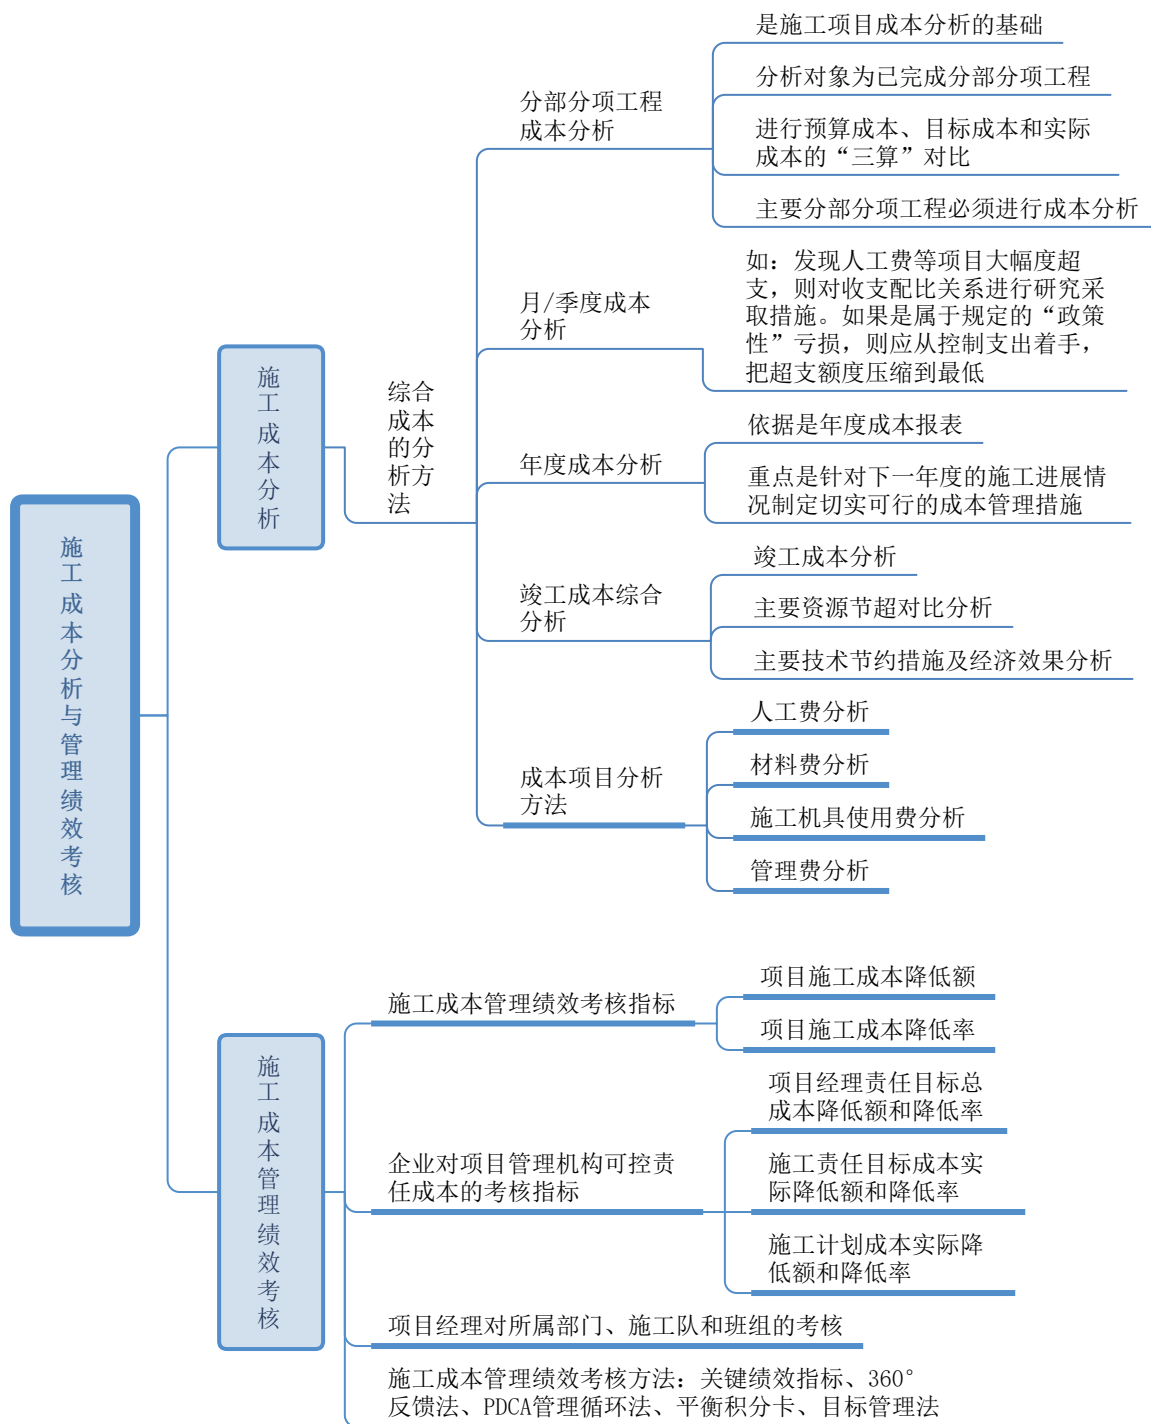 施工成本分析与管理绩效考核
施工成本分析
综合
成本
的分
析方
法
分部分项工程
成本分析
是施工项目成本分析的基础
分析对象为已完成分部分项工程
进行预算成本、目标成本和实际
成本的“三算”对比
主要分部分项工程必须进行成本分析
月/季度成本
分析
如：发现人工费等项目大幅度超
支，则对收支配比关系进行研究采
取措施。如果是属于规定的“政策
性”亏损，则应从控制支出着手，
把超支额度压缩到最低
年度成本分析
依据是年度成本报表
重点是针对下一年度的施工进展情
况制定切实可行的成本管理措施
竣工成本综合
分析
竣工成本分析
主要资源节超对比分析
主要技术节约措施及经济效果分析
成本项目分析
方法
人工费分析
材料费分析
施工机具使用费分析
管理费分析
施工成本管理绩效考核
施工成本管理绩效考核指标
项目施工成本降低额
项目施工成本降低率
企业对项目管理机构可控责
任成本的考核指标
项目经理责任目标总
成本降低额和降低率
施工责任目标成本实
际降低额和降低率
施工计划成本实际降
低额和降低率
项目经理对所属部门、施工队和班组的考核
施工成本管理绩效考核方法：关键绩效指标、360°
反馈法、PDCA管理循环法、平衡积分卡、目标管理法